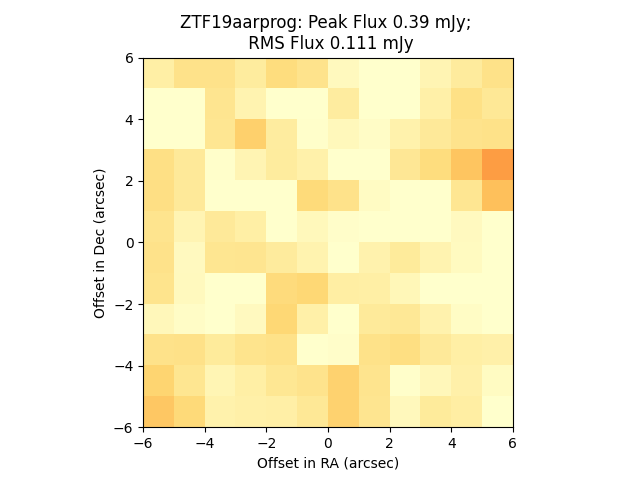 ZTF19aarprog: Peak Flux 0.39 mJy;
RMS Flux 0.111 mJy
6
4
2
0
−2
−4
−6
Offset in Dec (arcsec)
−6 −4 −2 0 2 4 6
Offset in RA (arcsec)